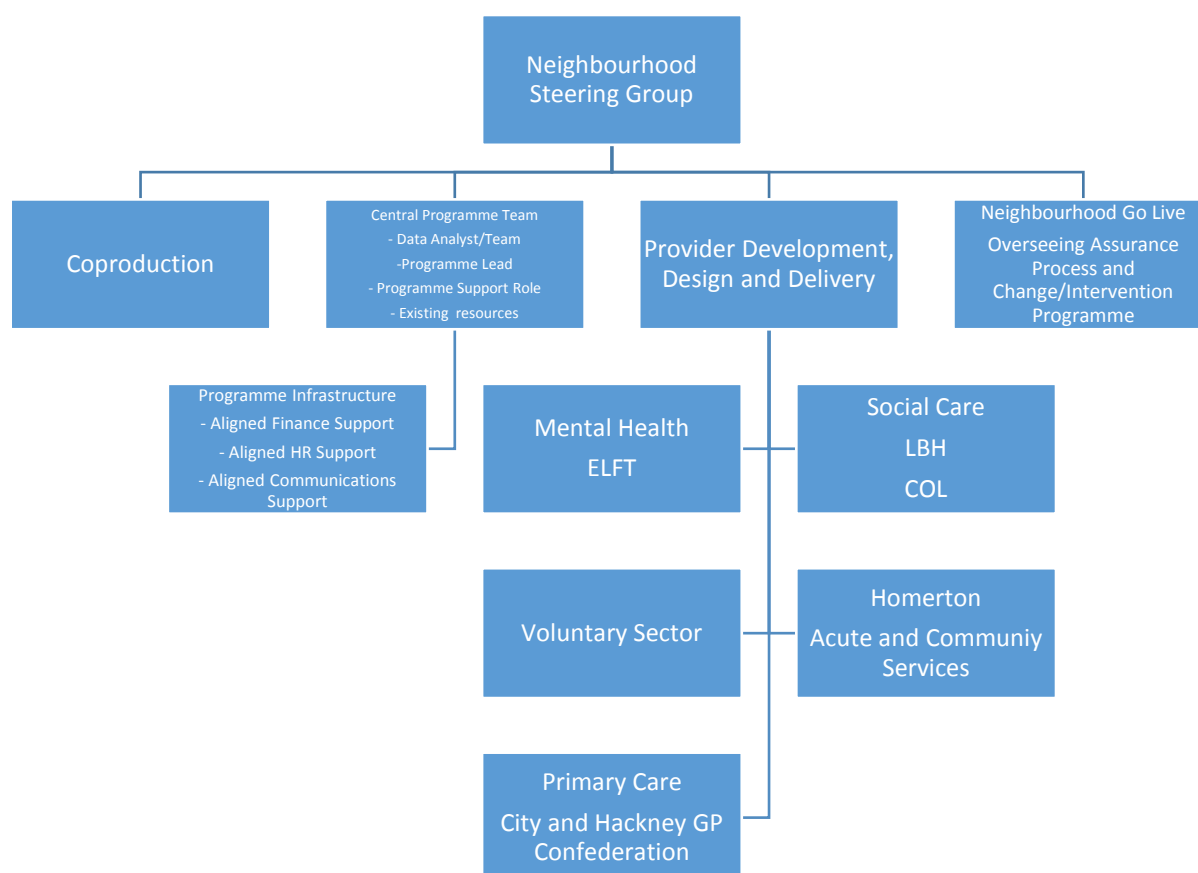 Neighbourhood
Steering Group
Coproduction
Central Programme Team
- Data Analyst/Team
-Programme Lead
- Programme Support Role
- Existing resources
Provider Development,
Design and Delivery
Neighbourhood Go Live
Overseeing Assurance
Process and
Change/Intervention
Programme
Programme Infrastructure
- Aligned Finance Support
- Aligned HR Support
- Aligned Communications
Support
Mental Health
ELFT
Social Care
LBH
COL
Voluntary Sector
Homerton
Acute and Communiy
Services
Primary Care
City and Hackney GP
Confederation